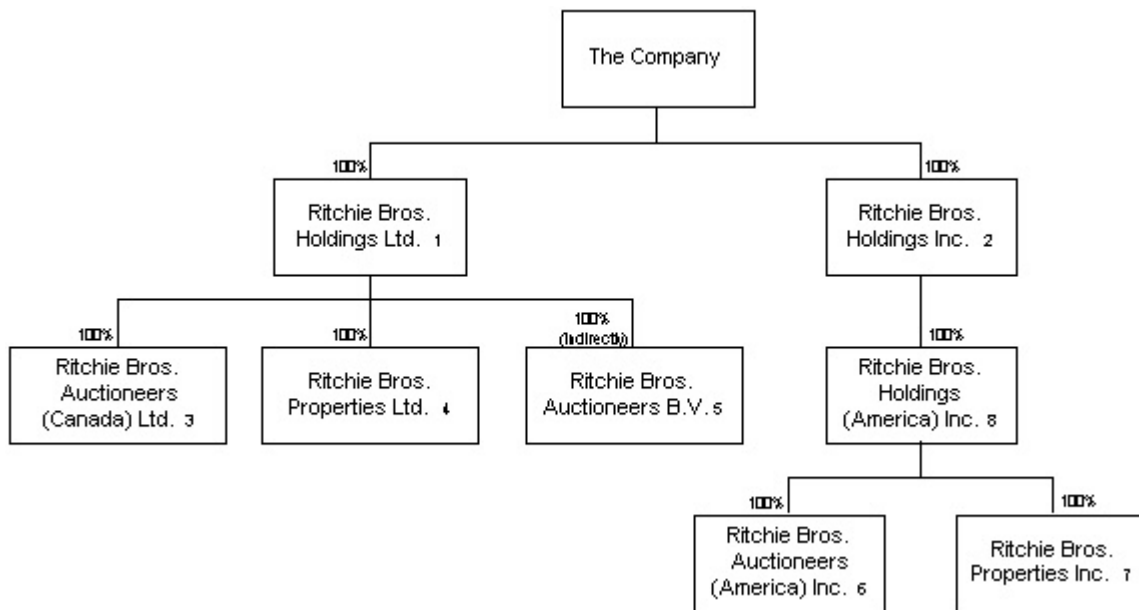 The Company
100%
100%
Ritchie Bros.
Holdings Ltd. 1
Ritchie Bros.
Holdings Inc. 2
100%
100%
100%
(Indirectly)
100%
Ritchie Bros.
Auctioneers
(Canada) Ltd. 3
Ritchie Bros.
Properties Ltd. 4
Ritchie Bros.
Auctioneers B.V. 5
Ritchie Bros.
Holdings
(America) Inc. 8
100%
100%
Ritchie Bros.
Auctioneers
(America) Inc. 6
Ritchie Bros.
Properties Inc. 7